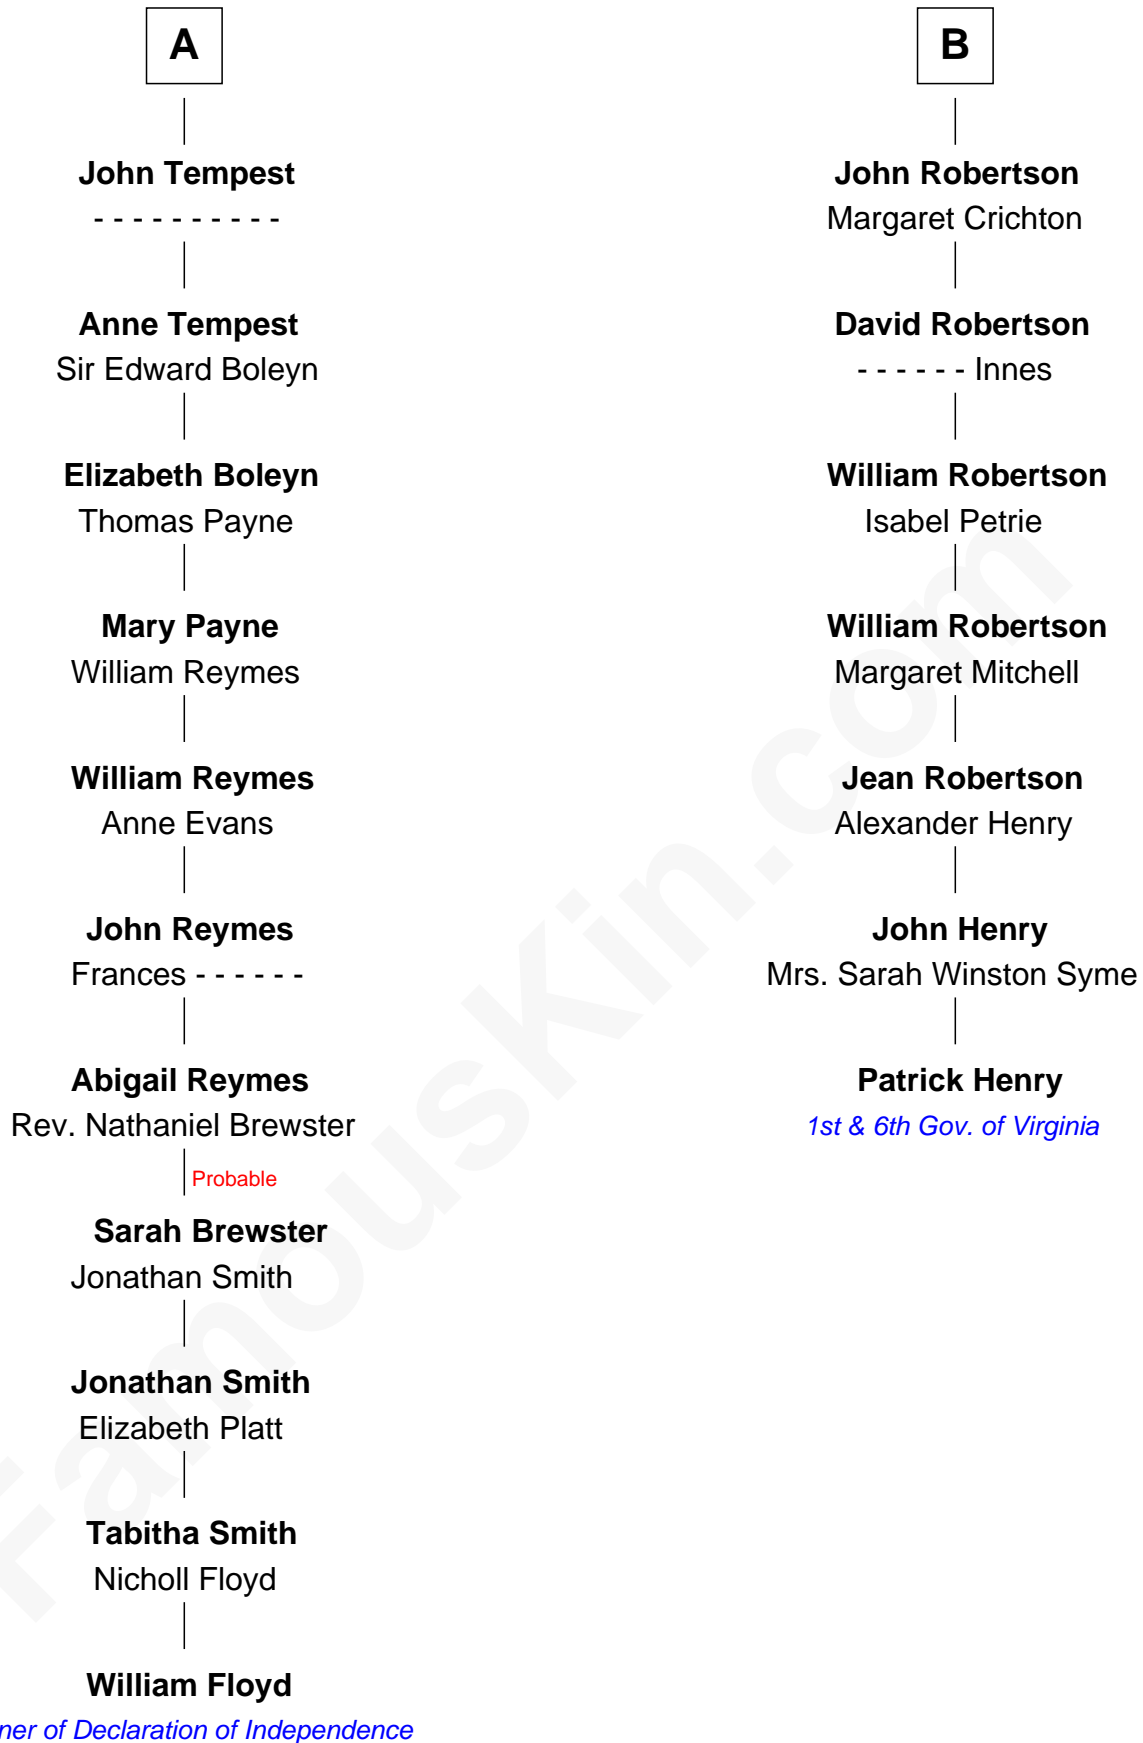 A
John Tempest
- - - - - - - - - -
Anne Tempest
Sir Edward Boleyn
Elizabeth Boleyn
Thomas Payne
Mary Payne
William Reymes
William Reymes
Anne Evans
John Reymes
Frances - - - - - -
Abigail Reymes
Rev. Nathaniel Brewster
Probable
Sarah Brewster
Jonathan Smith
Jonathan Smith
Elizabeth Platt
Tabitha Smith
Nicholl Floyd
William Floyd
ner of Declaration of Independence
B
John Robertson
Margaret Crichton
David Robertson
- - - - - - Innes
William Robertson
Isabel Petrie
William Robertson
Margaret Mitchell
Jean Robertson
Alexander Henry
John Henry
Mrs. Sarah Winston Syme
Patrick Henry
1st & 6th Gov. of Virginia
FamousKin.com